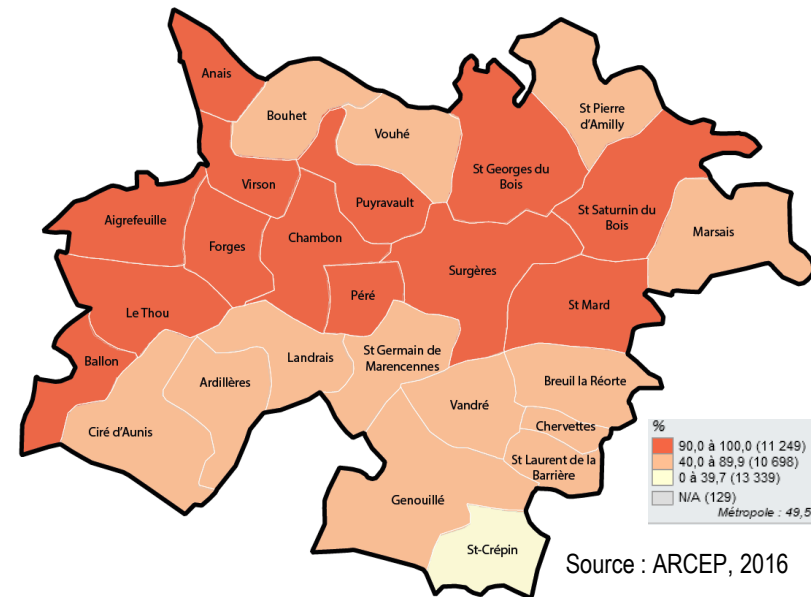 Anais
Bouhet
Vouhé
St Pierre
d'Amilly
St Georges du
Bois
Virson
Puyravault
St Saturnin du
Bois
Aigrefeuille
Forges
Chambon
Marsais
Surgères
Péré
St Mard
Le Thou
Ballon
Landrais
St Germain de
Marencennes
Ardillères
Breuil la Réorte
Vandré
Cirė d'Aunis
Chervettes
St Laurent de la
Barrière
Genouillé
St-Crépin
%
90,0 à 100,0 (11 249)
40,0 à 89,9 (10 698)
0 à 39,7 (13 339)
N/A (129)
Métropole : 49,5
Source : ARCEP, 2016